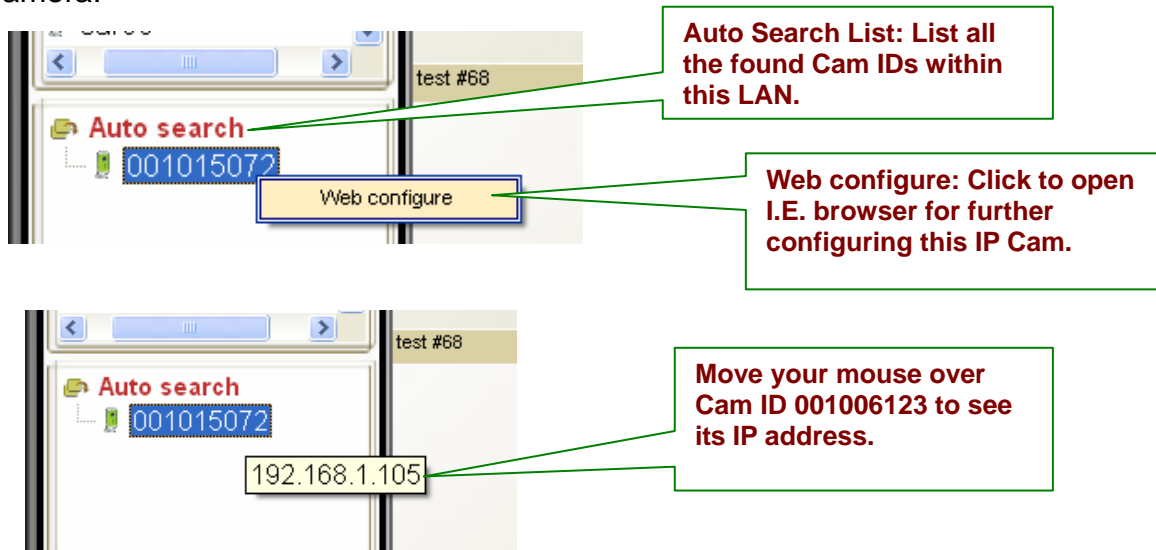 Auto Search List: List all
the found Cam IDs within
this LAN.
test #68
Auto search
001015072
Web configure
Web configure: Click to open
I.E. browser for further
configuring this IP Cam.
test #68
Auto search
001015072
192.168.1.105
Move your mouse over
Cam ID 001006123 to see
its IP address.